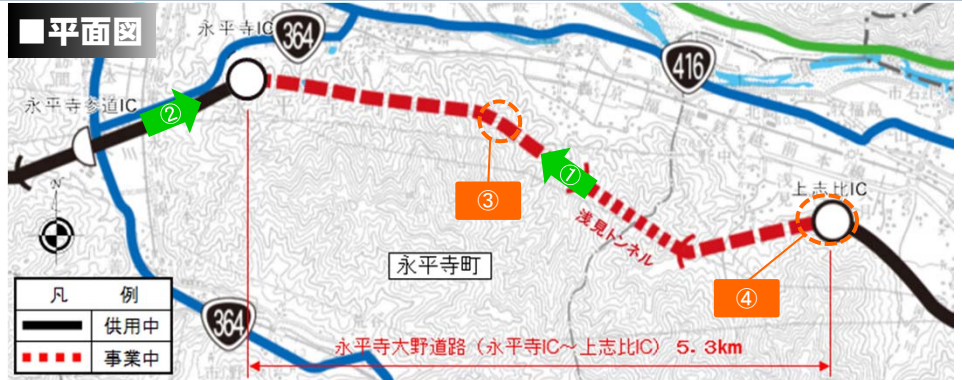 ■平面図
永平寺IC
364
416
永平寺参道IC
②
①
③
上志比IC
浅見トンネル
永平寺町
④
N
凡 例
供用中
事業中
364
永平寺大野道路（永平寺IC～上志比IC） 5.3km